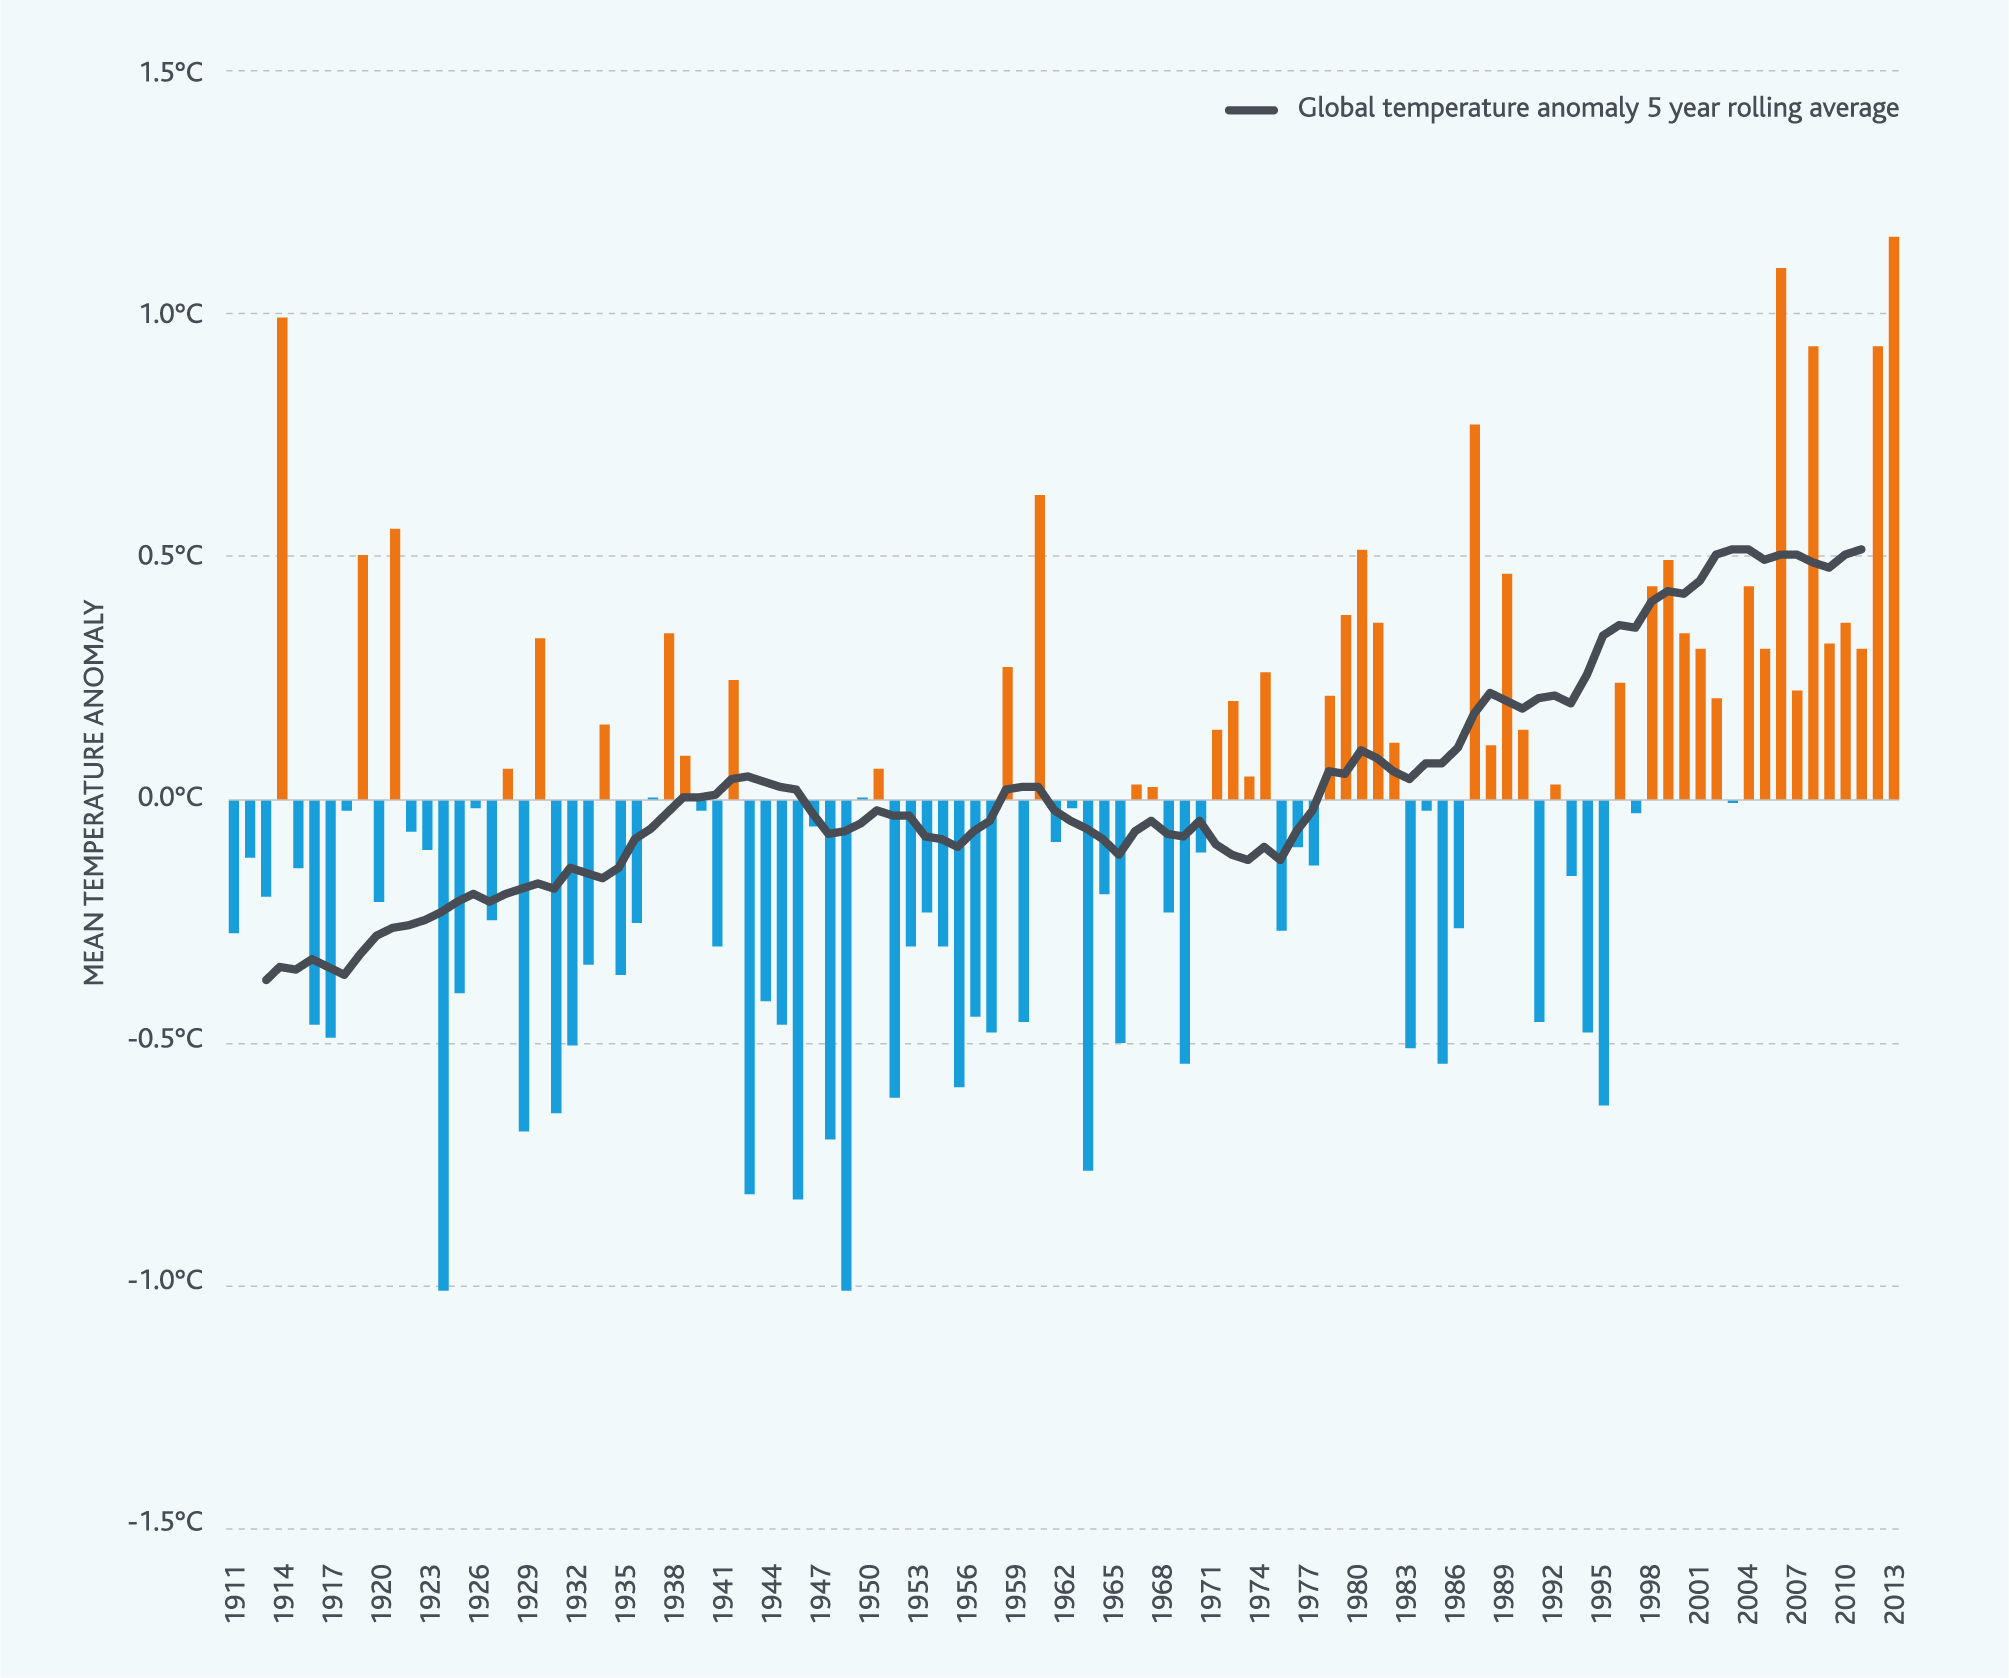 1.5°C
Global temperature anomaly 5 year rolling average
1.0°C
0.5°C
0.0°C
-0.5°C
-1.0°C
-1.5°C
MEAN TEMPERATURE ANOMALY
1911 1914 1917 1920 1923 1926 1929 1932 1935 1938 1941 1944 1947 1950 1953 1956 1959 1962 1965 1968 1971 1974 1977 1980 1983 1986 1989 1992 1995 1998 2001 2004 2007 2010 2013